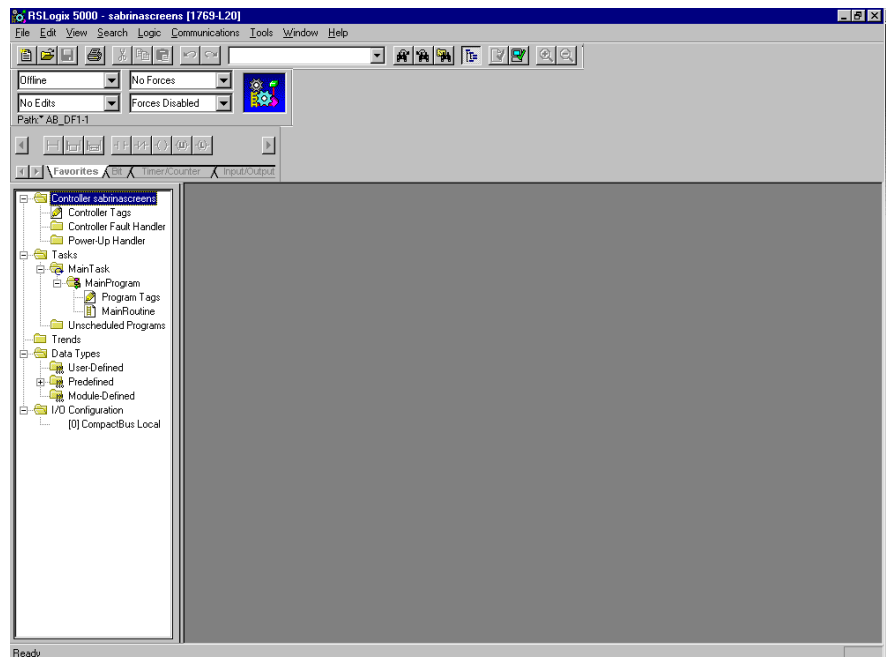 RSLogix 5000 - sabrinascreens [1769-L20]
File Edit View Search Logic Communications Tools Window Help
Offline No Forces
No Edits Forces Disabled
Path:* AB_DF1-1
Favorites Bit Timer/Counter Input/Output
Controller sabrinascreens
Controller Tags
Controller Fault Handler
Power-Up Handler
Tasks
MainTask
MainProgram
Program Tags
MainRoutine
Unscheduled Programs
Trends
Data Types
User-Defined
Predefined
Module-Defined
I/O Configuration
[0] CompactBus Local
Ready